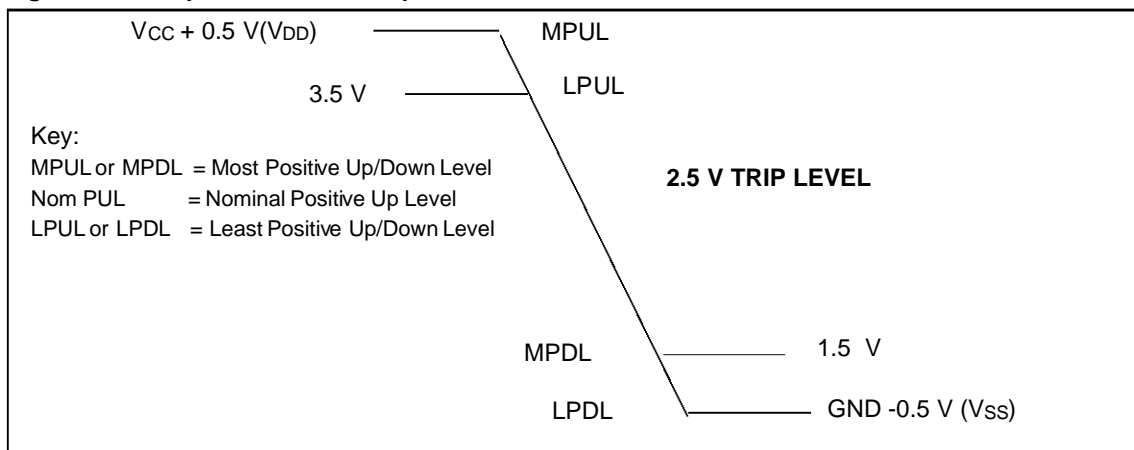 VCC + 0.5 V(VDD) MPUL
3.5 V LPUL
Key:
MPUL or MPDL = Most Positive Up/Down Level
Nom PUL = Nominal Positive Up Level
LPUL or LPDL = Least Positive Up/Down Level
2.5 V TRIP LEVEL
MPDL 1.5 V
LPDL GND -0.5 V (VSS)